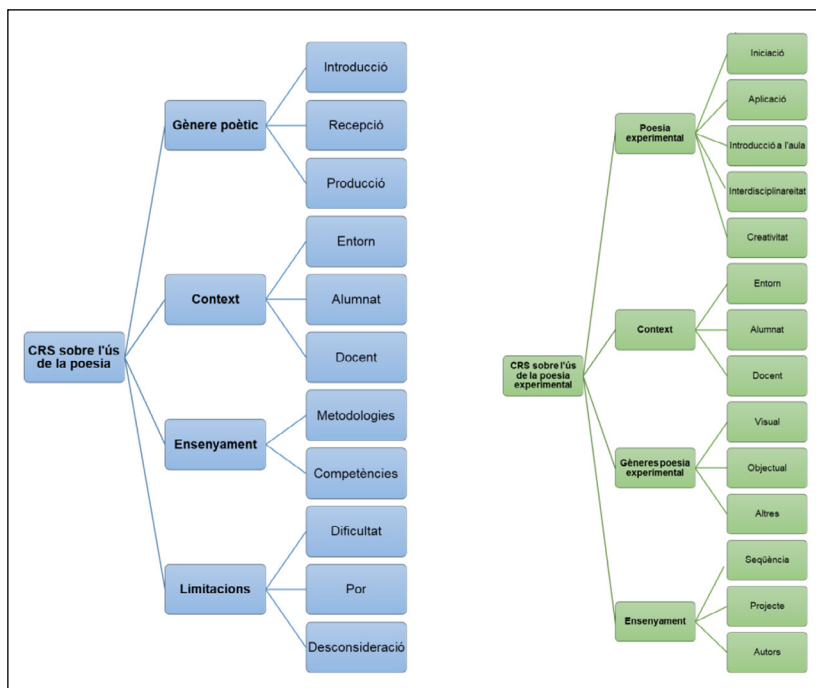 CRS sobre l'ús
de la poesia
Gènere poètic
Introducció
Recepció
Producció
Context
Entorn
Alumnat
Docent
Ensenyament
Metodologies
Competències
Limitacions
Dificultat
Por
Desconsideració
CRS sobre l'ús
de la poesia
experimental
Poesia
experimental
Iniciació
Aplicació
Introducció a l'aula
Interdisciplinareitat
Creativitat
Context
Entorn
Alumnat
Docent
Gèneres poesia
experimental
Visual
Objectual
Altres
Ensenyament
Seqüència
Projecte
Autors